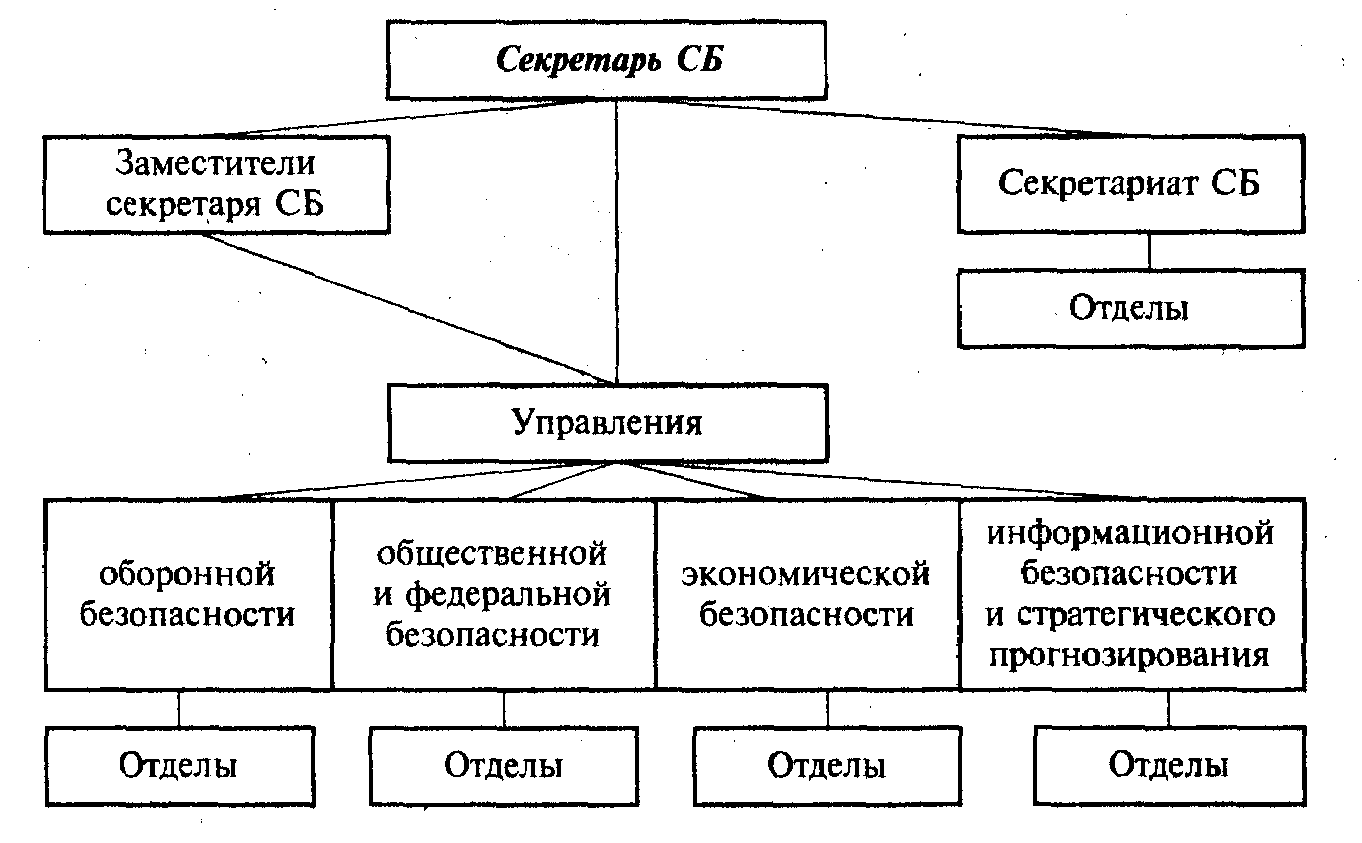 Секретарь СБ
Заместители
секретаря СБ
Секретариат СБ
Отделы
Управления
оборонной
безопасности
общественной
и федеральной
безопасности
экономической
безопасности
информационной
безопасности
и стратегического
прогнозирования
Отделы
Отделы
Отделы
Отделы